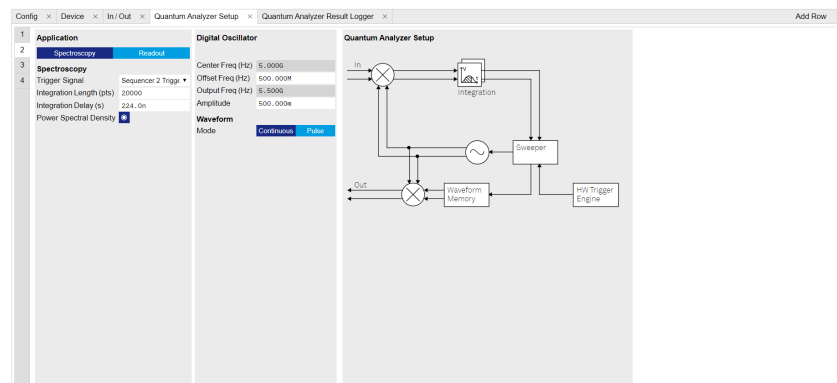 Config × Device × In / Out × Quantum Analyzer Setup × Quantum Analyzer Result Logger × Add Row
1
2
3
4
Application
Spectroscopy Readout
Spectroscopy
Trigger Signal Sequencer 2 Trigge ▾
Integration Length (pts) 20000
Integration Delay (s) 224.0n
Power Spectral Density
Digital Oscillator
Center Freq (Hz) 5.000G
Offset Freq (Hz) 500.000M
Output Freq (Hz) 5.500G
Amplitude 500.000m
Waveform
Mode Continuous Pulse
Quantum Analyzer Setup
In
Integration
Sweeper
Out
Waveform
Memory
HW Trigger
Engine